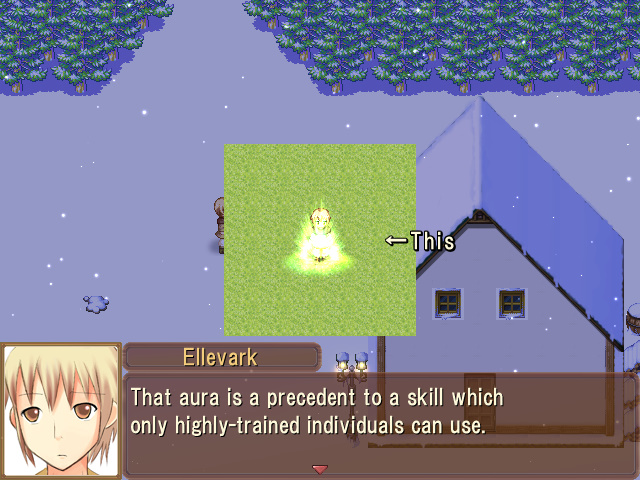 ←This
Ellevark
That aura is a precedent to a skill which
only highly-trained individuals can use.